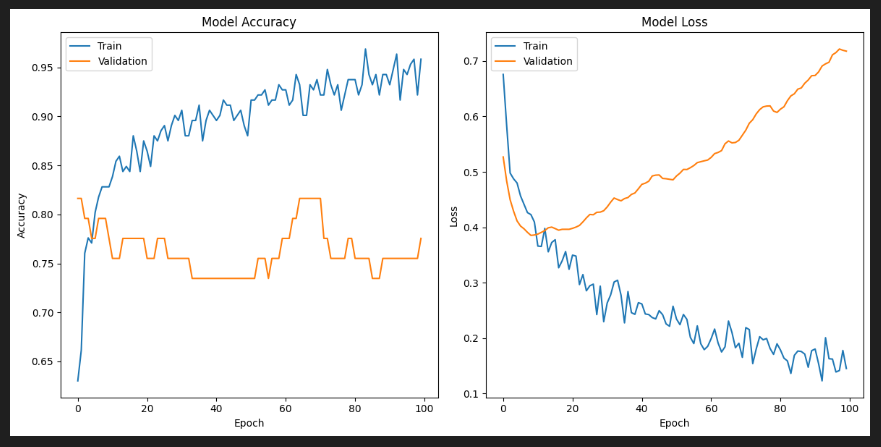 Model Accuracy
Train
Validation
Accuracy
0.95
0.90
0.85
0.80
0.75
0.70
0.65
0 20 40 60 80 100
Epoch
Model Loss
Train
Validation
Loss
0.7
0.6
0.5
0.4
0.3
0.2
0.1
0 20 40 60 80 100
Epoch